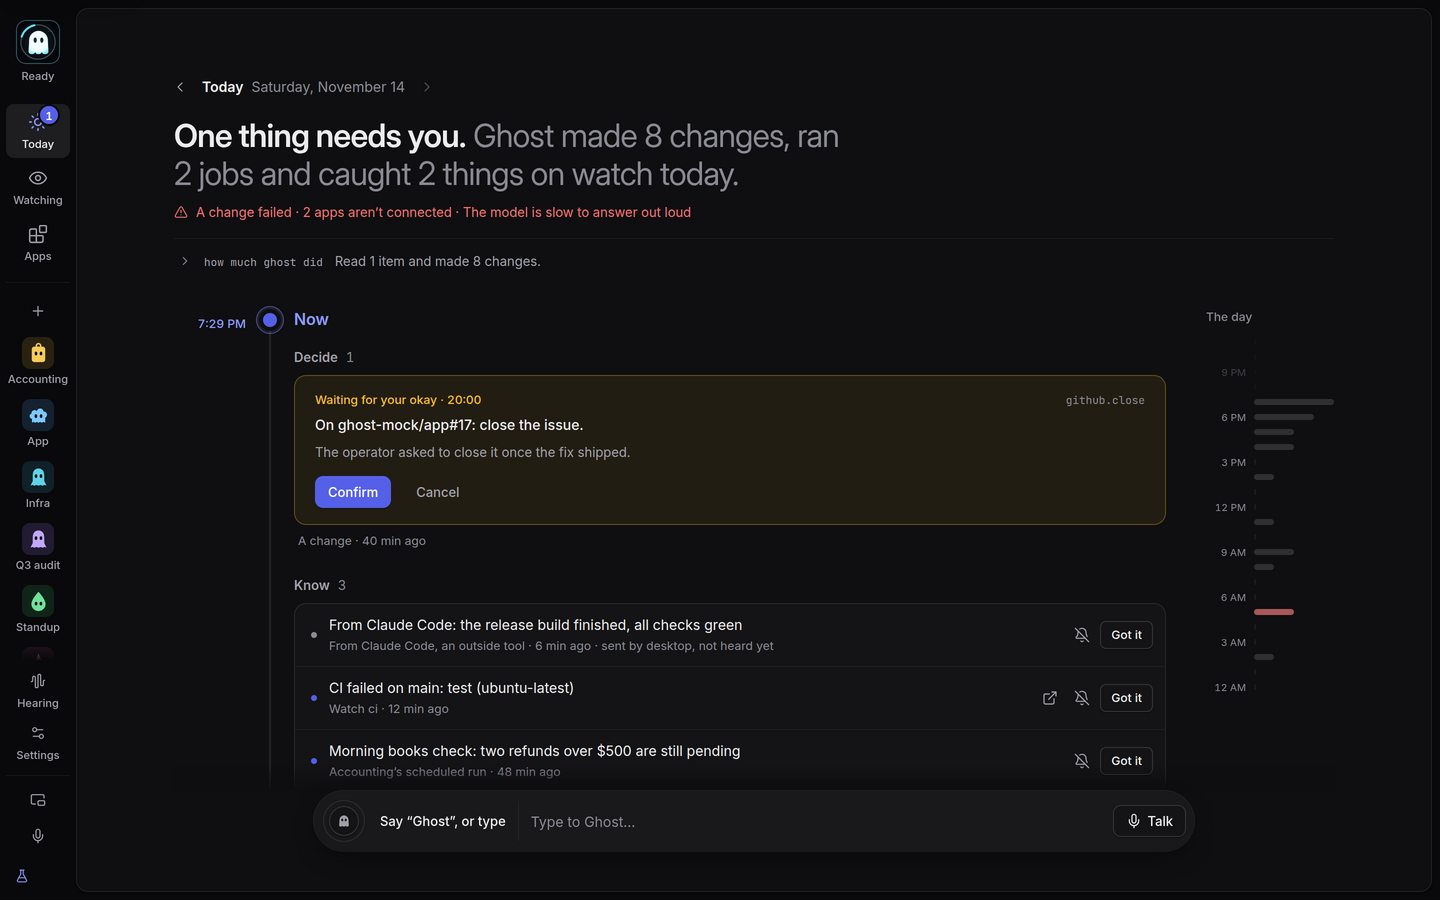 Ready
1
Today
Watching
Apps
Accounting
App
Infra
Q3 audit
Standup
Hearing
Settings
Today Saturday, November 14
One thing needs you. Ghost made 8 changes, ran
2 jobs and caught 2 things on watch today.
A change failed · 2 apps aren’t connected · The model is slow to answer out loud
how much ghost did Read 1 item and made 8 changes.
7:29 PM
Now
Decide 1
Waiting for your okay · 20:00
github.close
On ghost-mock/app#17: close the issue.
The operator asked to close it once the fix shipped.
Confirm
Cancel
A change · 40 min ago
Know 3
From Claude Code: the release build finished, all checks green
From Claude Code, an outside tool · 6 min ago · sent by desktop, not heard yet
Got it
CI failed on main: test (ubuntu-latest)
Watch ci · 12 min ago
Got it
Morning books check: two refunds over $500 are still pending
Accounting’s scheduled run · 48 min ago
Got it
The day
9 PM
6 PM
3 PM
12 PM
9 AM
6 AM
3 AM
12 AM
Say “Ghost”, or type
Type to Ghost...
Talk